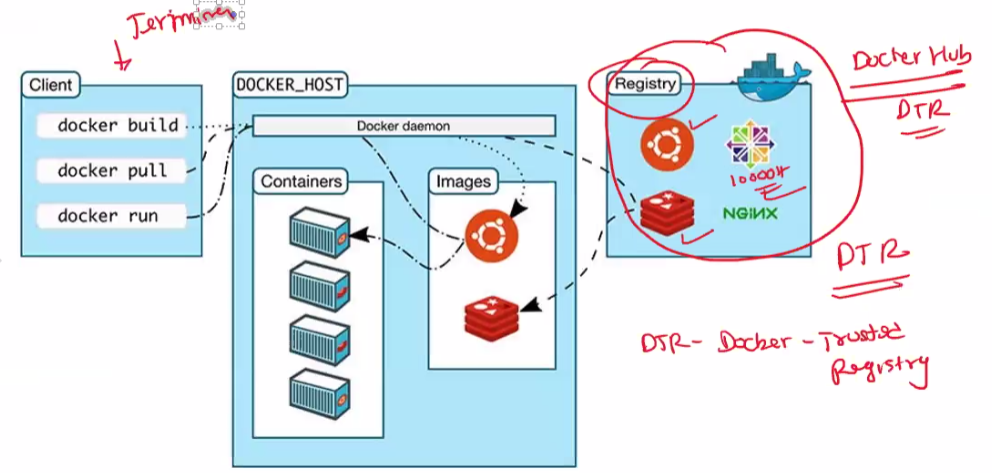 Terminal
Client
docker build
docker pull
docker run
DOCKER_HOST
Docker daemon
Containers
Images
Registry
10000+
NGINX
Docker Hub
DTR
DTR
DTR - Docker - Trusted
Registry